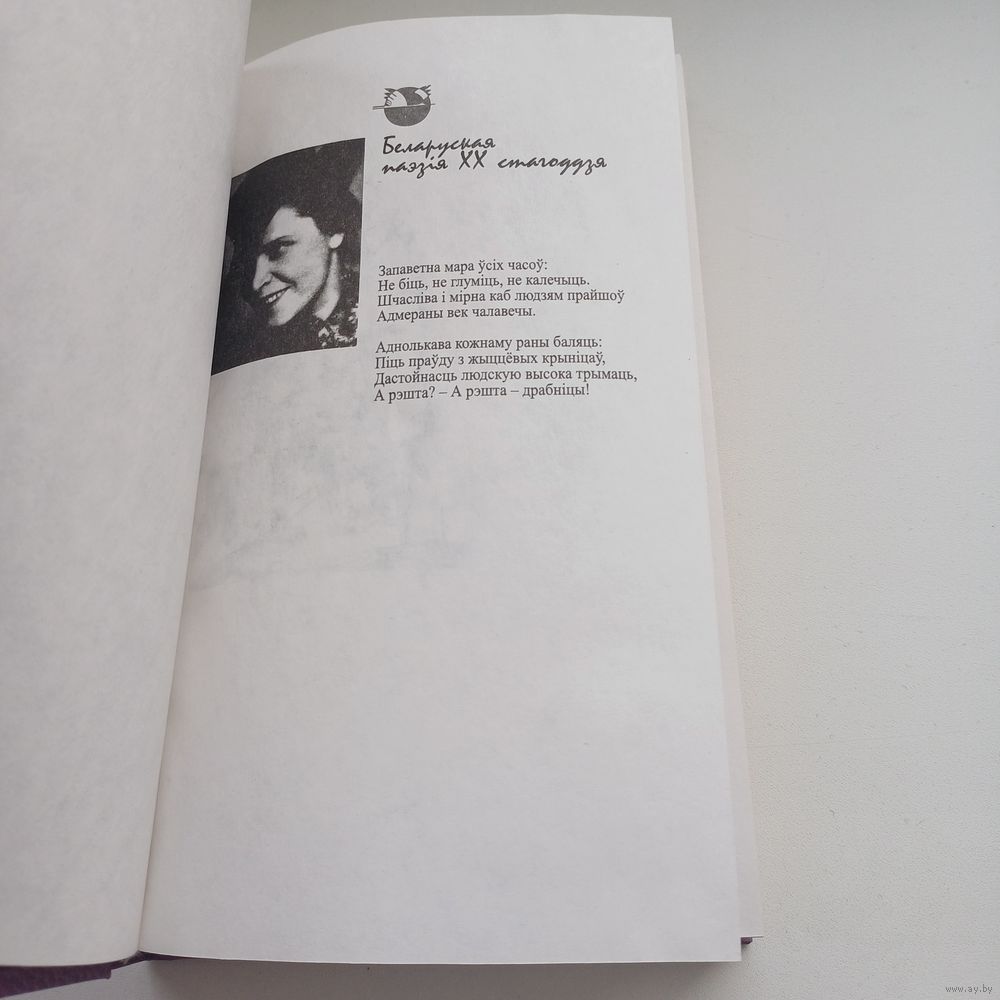 Беларуская
паэзія XX стагоддзя
Запаветна мара ўсіх часоў:
Не біць, не глуміць, не калечыць.
Шчасліва і мірна каб людзям прайшоў
Адмераны век чалавечы.
Аднолькава кожнаму раны баляць:
Піць праўду з жыццёвых крыніцаў,
Дастойнасць людскую высока трымаць,
А рэшта? – А рэшта – драбніцы!
www.ay.by